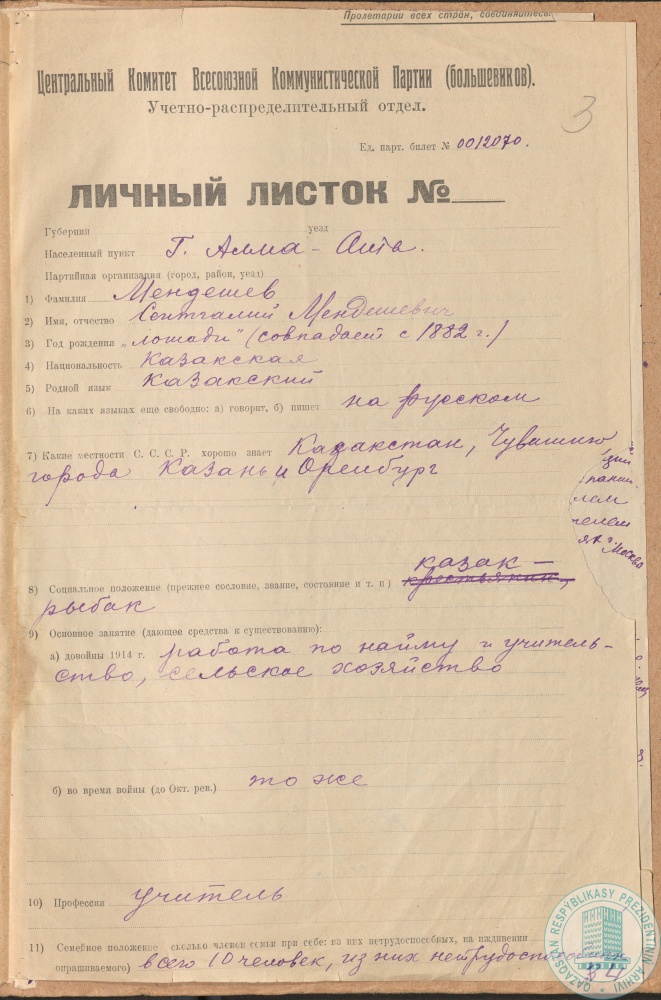 Пролетарии всех стран, соединяйтесь!
Центральный Комитет Всесоюзной Коммунистической Партии (большевиков).
Учетно-распределительный отдел.
3
Ед. парт. билет № 0012070.
ЛИЧНЫЙ ЛИСТОК №
Губерния уезд
Населенный пункт Г. Алма-Ата.
Партийная организация (город, район, уезд)
1) Фамилия Мендешев
2) Имя, отчество Сейтгалий Мендешевич
3) Год рождения „лошади" (совпадает с 1882 г.)
4) Национальность казакская
5) Родной язык казакский
6) На каких языках еще свободно: а) говорит, б) пишет на русском
7) Какие местности С. С. С. Р. хорошо знает Казакстан, Чувашию
города Казань и Оренбург
лем
г. Москва
8) Социальное положение (прежнее сословие, звание, состояние и т. п) крестьянин, казак –
рыбак
9) Основное занятие (дающее средства к существованию):
а) довойны 1914 г. работа по найму и учитель-
ство, сельское хозяйство
б) во время войны (до Окт. рев.) то же
10) Профессия учитель
11) Семейное положение сколько членов семьи при себе: из них нетрудоспособных, на иждивении
опрашиваемого) всего 10 человек, из них нетрудоспособных
54
QAZAQSTAN RESPÝBLIKASY PREZIDENTINIŃ ARHIVI